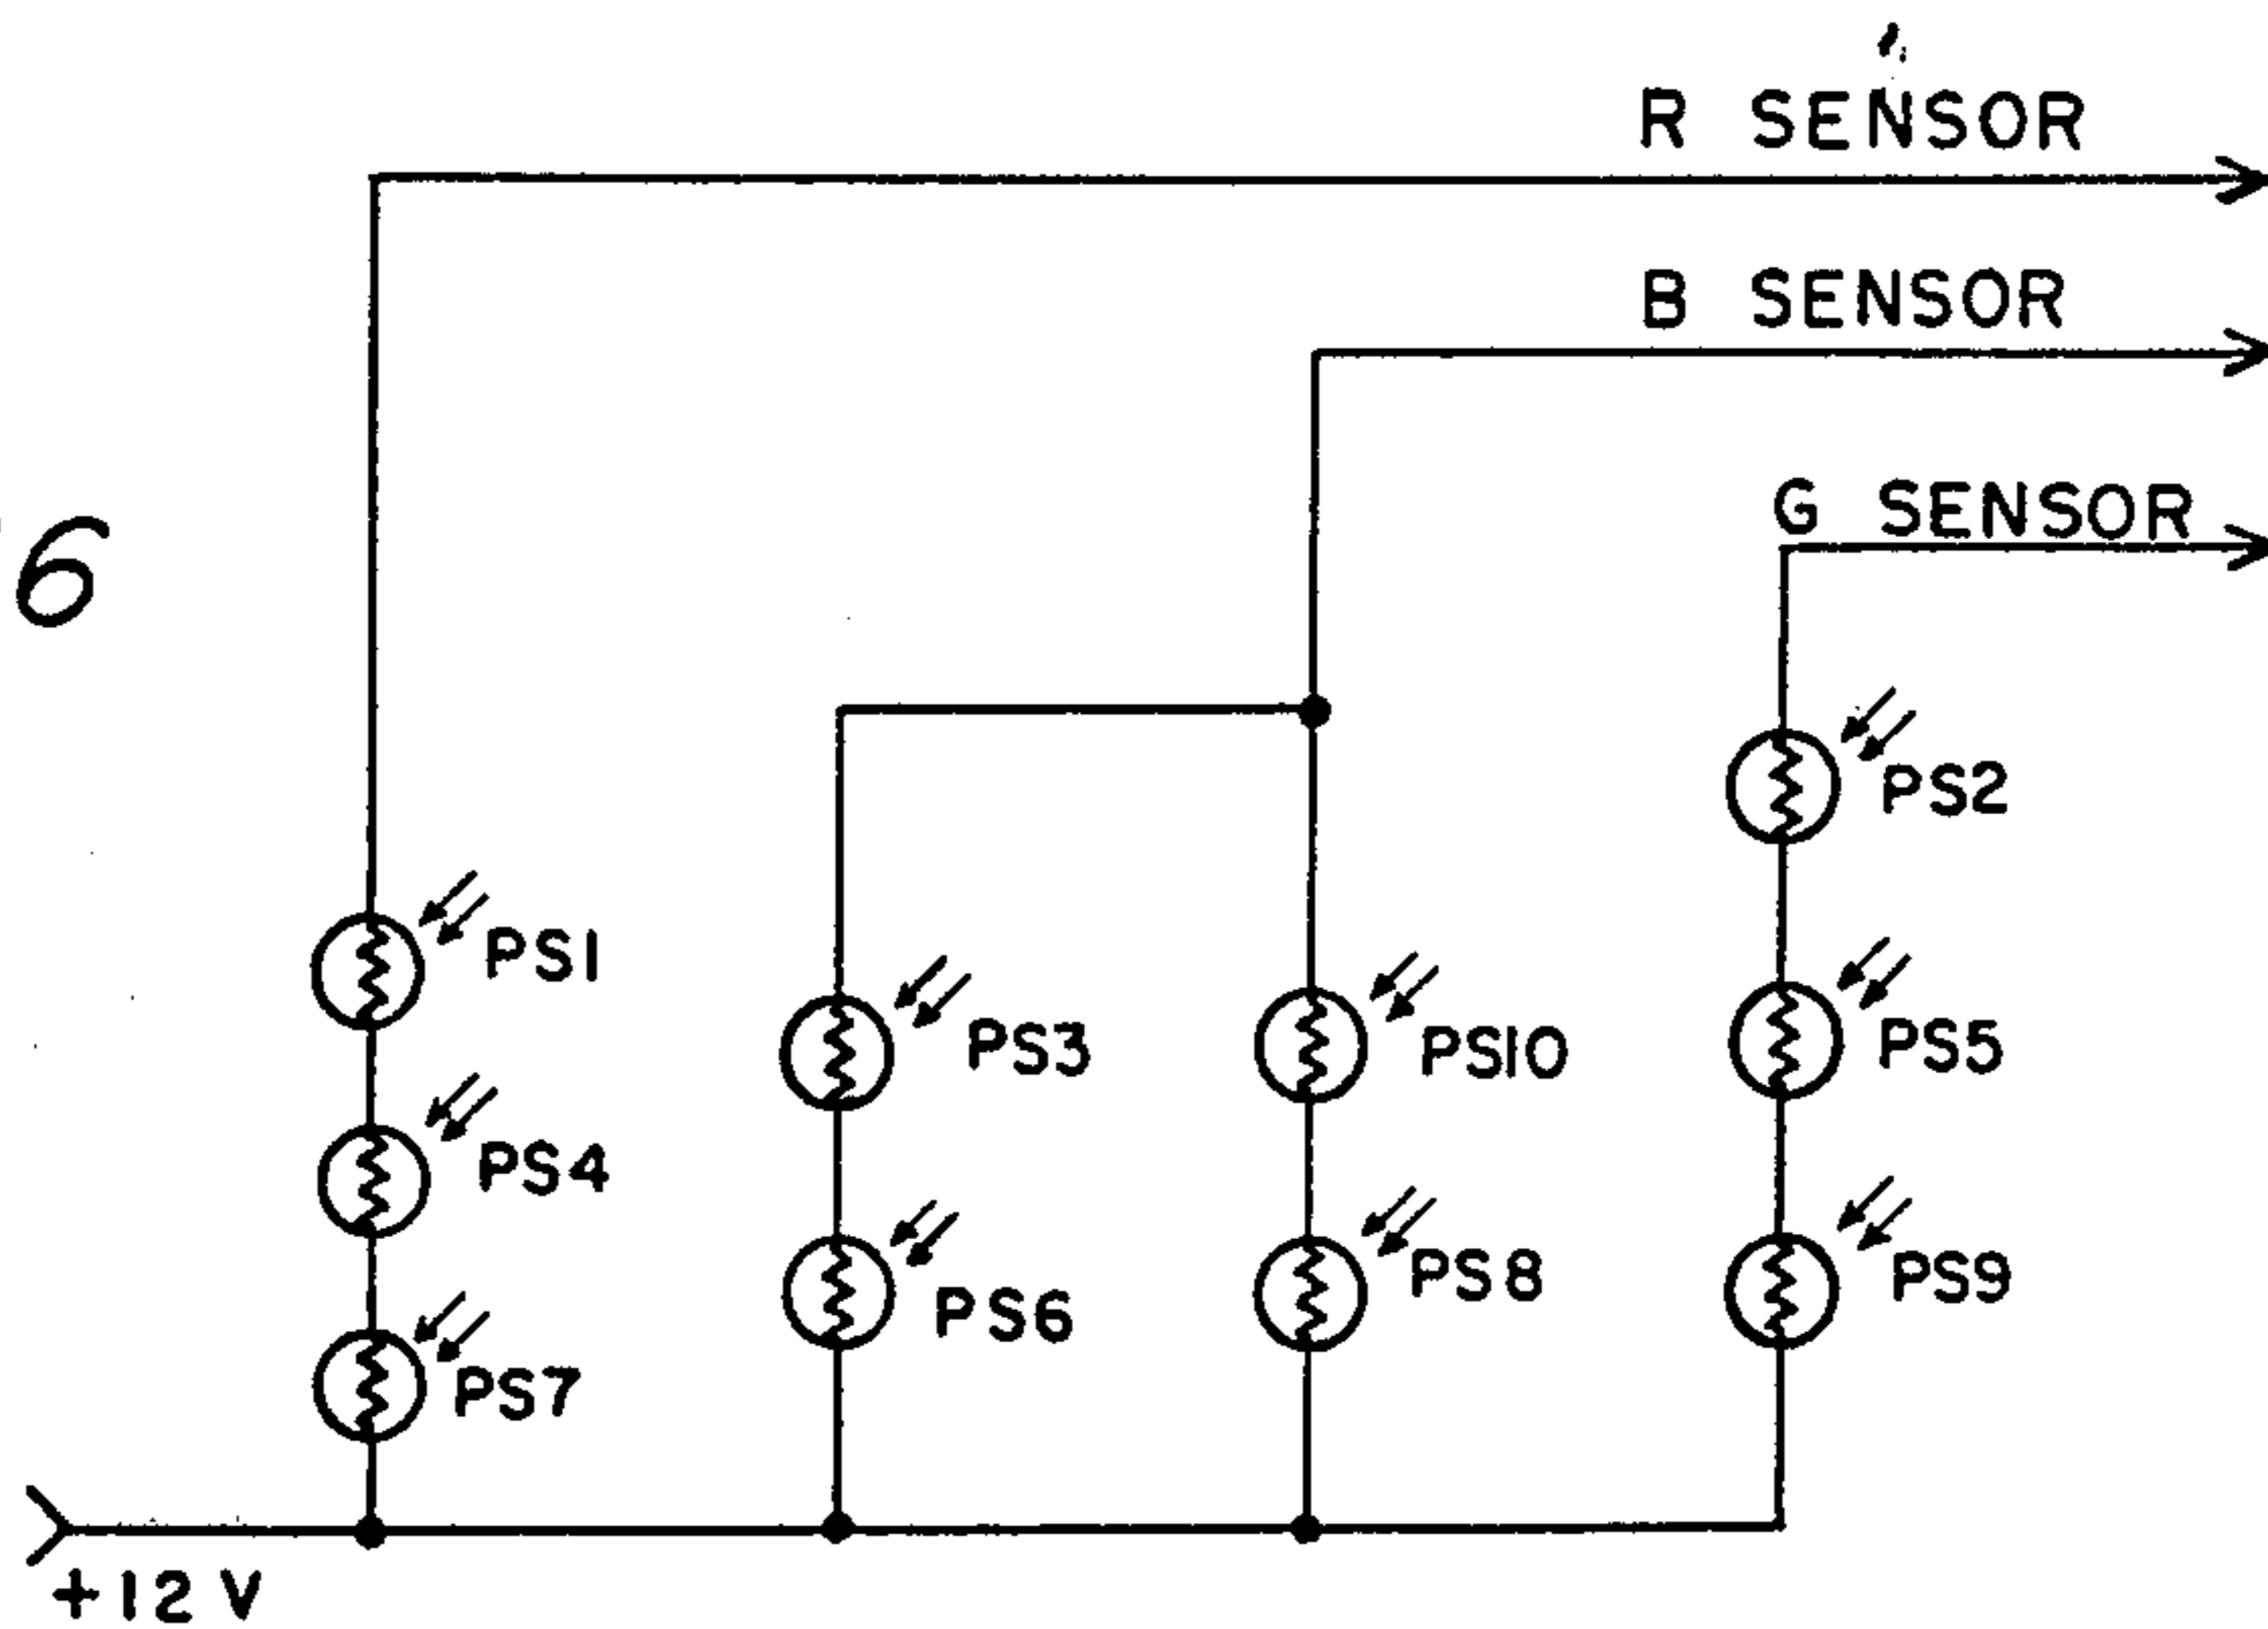 R SENSOR
B SENSOR
G SENSOR
6
PS2
PS1
PS5
PS3
PS10
PS4
PS8
PS9
PS6
PS7
+12 V